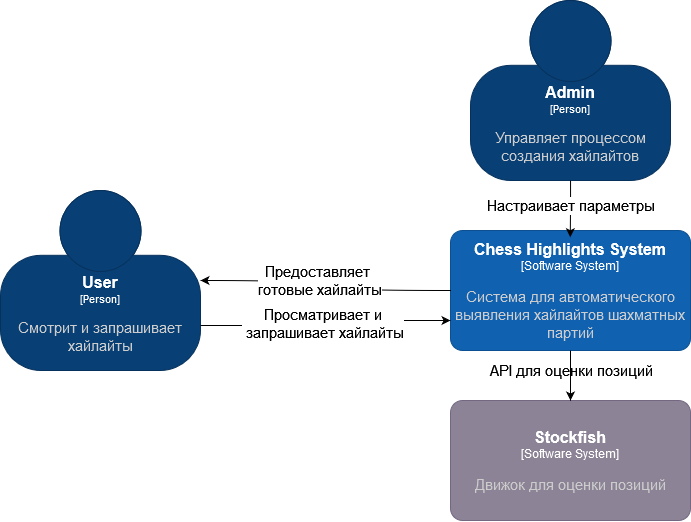 Admin
[Person]
Управляет процессом
создания хайлайтов
Настраивает параметры
Chess Highlights System
[Software System]
Система для автоматического
выявления хайлайтов шахматных
партий
User
[Person]
Смотрит и запрашивает
хайлайты
Предоставляет
готовые хайлайты
Просматривает и
запрашивает хайлайты
API для оценки позиций
Stockfish
[Software System]
Движок для оценки позиций